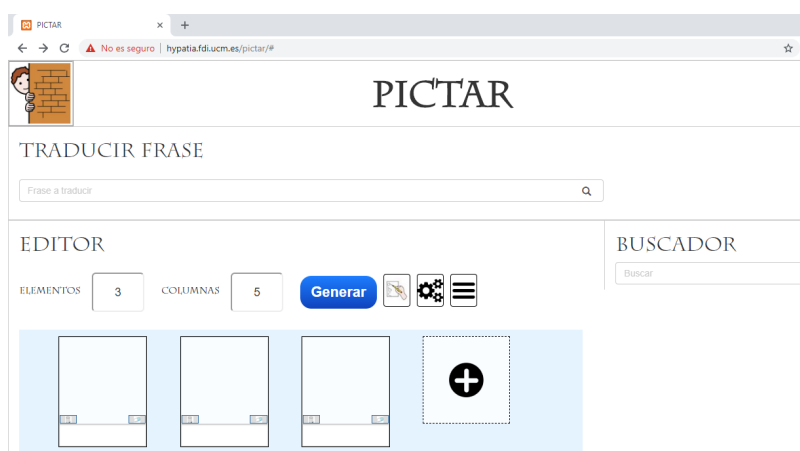 PICTAR
No es seguro | hypatia.fdi.ucm.es/pictar/#
PICTAR
TRADUCIR FRASE
Frase a traducir
EDITOR
ELEMENTOS 3 COLUMNAS 5 Generar
BUSCADOR
Buscar